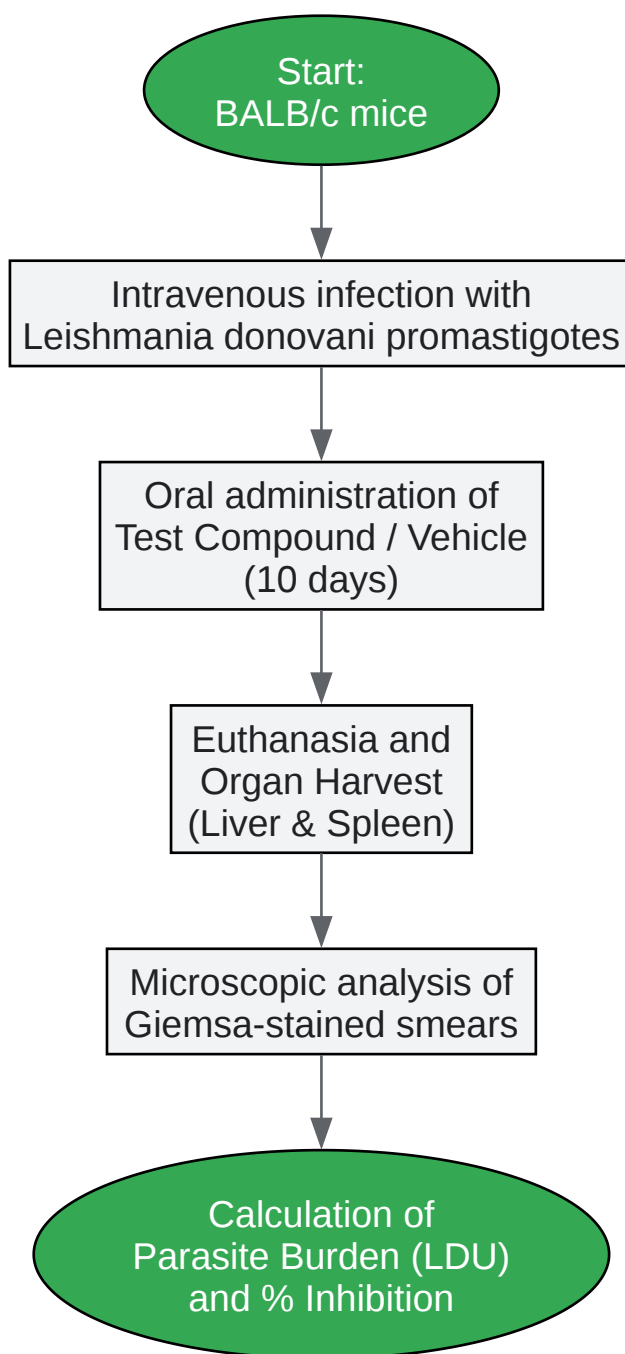 Start:
BALB/c mice
Intravenous infection with
Leishmania donovani promastigotes
Oral administration of
Test Compound / Vehicle
(10 days)
Euthanasia and
Organ Harvest
(Liver & Spleen)
Microscopic analysis of
Giemsa-stained smears
Calculation of
Parasite Burden (LDU)
and % Inhibition